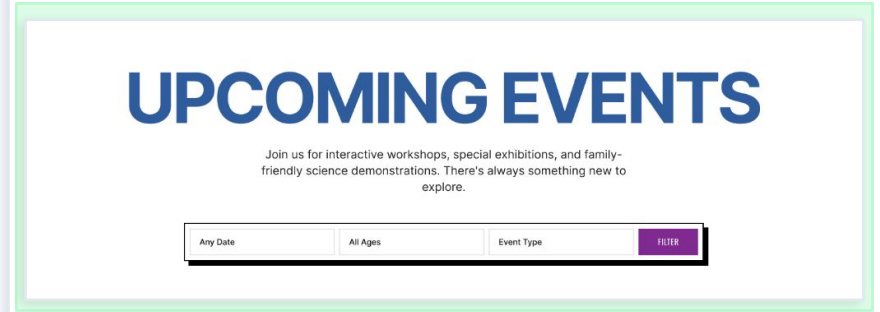 UPCOMING EVENTS
Join us for interactive workshops, special exhibitions, and family-
friendly science demonstrations. There's always something new to
explore.
Any Date
All Ages
Event Type
FILTER